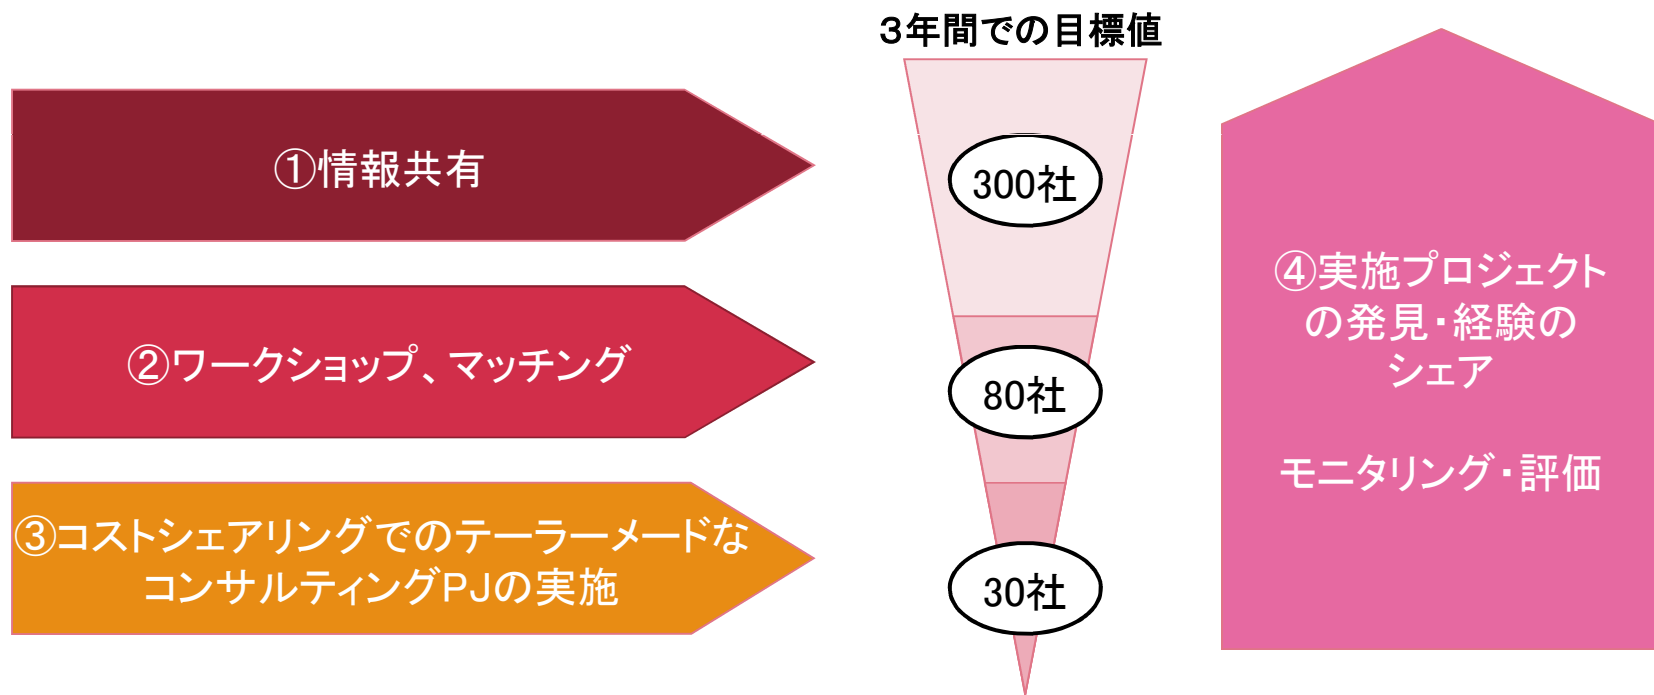 3年間での目標値
①情報共有
300社
②ワークショップ、マッチング
80社
③コストシェアリングでのテーラーメードな
コンサルティングPJの実施
30社
④実施プロジェクト
の発見・経験の
シェア
モニタリング・評価